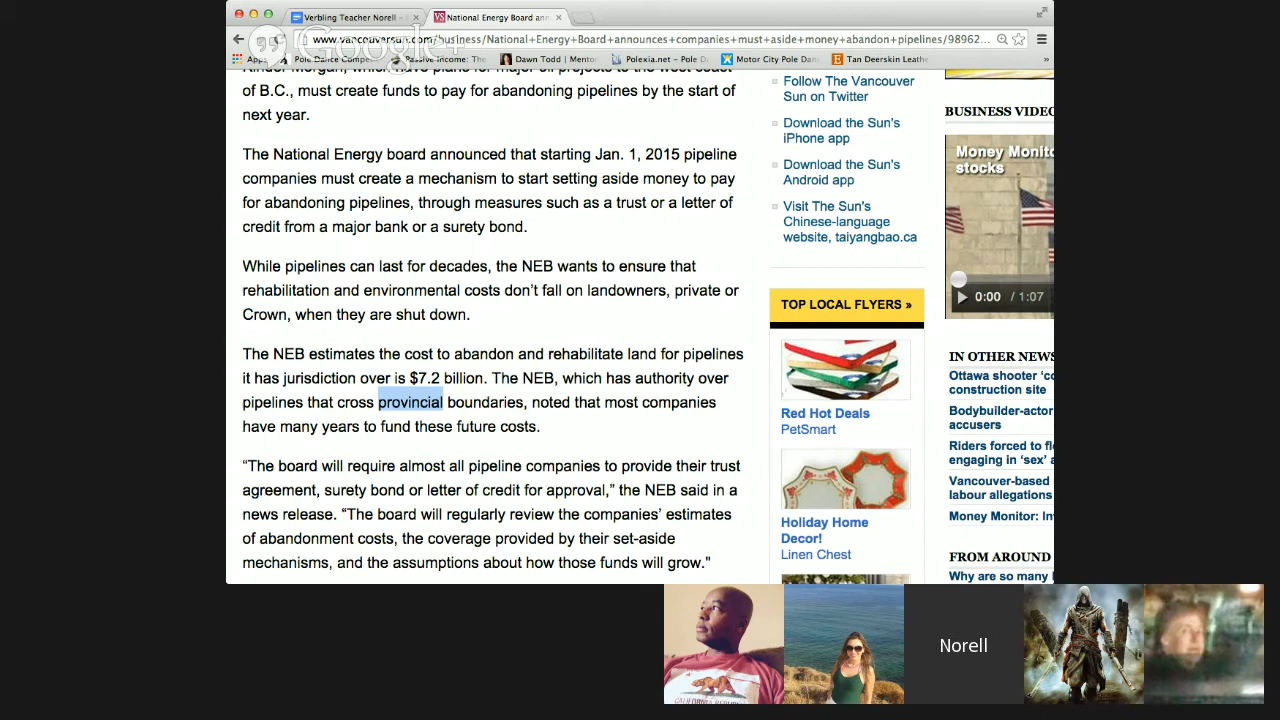 Verbling Teacher Norell –
National Energy Board ann
www.vancouversun.com/business/National+Energy+Board+announces+companies+must+aside+money+abandon+pipelines/98962...
Google+
Apps
Pole Dance Compe
Passive Income: The
Dawn Todd | Mentor
Polexia.net – Pole D
Motor City Pole Dan
Tan Deerskin Leathe
»
of B.C., must create funds to pay for abandoning pipelines by the start of
next year.
The National Energy board announced that starting Jan. 1, 2015 pipeline
companies must create a mechanism to start setting aside money to pay
for abandoning pipelines, through measures such as a trust or a letter of
credit from a major bank or a surety bond.
While pipelines can last for decades, the NEB wants to ensure that
rehabilitation and environmental costs don't fall on landowners, private or
Crown, when they are shut down.
The NEB estimates the cost to abandon and rehabilitate land for pipelines
it has jurisdiction over is $7.2 billion. The NEB, which has authority over
pipelines that cross provincial boundaries, noted that most companies
have many years to fund these future costs.
“The board will require almost all pipeline companies to provide their trust
agreement, surety bond or letter of credit for approval,” the NEB said in a
news release. “The board will regularly review the companies’ estimates
of abandonment costs, the coverage provided by their set-aside
mechanisms, and the assumptions about how those funds will grow."
Follow The Vancouver
Sun on Twitter
Download the Sun's
iPhone app
Download the Sun's
Android app
Visit The Sun's
Chinese-language
website, taiyangbao.ca
TOP LOCAL FLYERS »
Red Hot Deals
PetSmart
Holiday Home
Decor!
Linen Chest
BUSINESS VIDEO
Money Monito
stocks
0:00 / 1:07
IN OTHER NEWS
Ottawa shooter ‘co
construction site
Bodybuilder-actor
accuses
Riders forced to fl
engaging in ‘sex’ a
Vancouver-based
labour allegations
Money Monitor: In
FROM AROUND
Why are so many
Norell
CALIFORNIA REPUBLIC